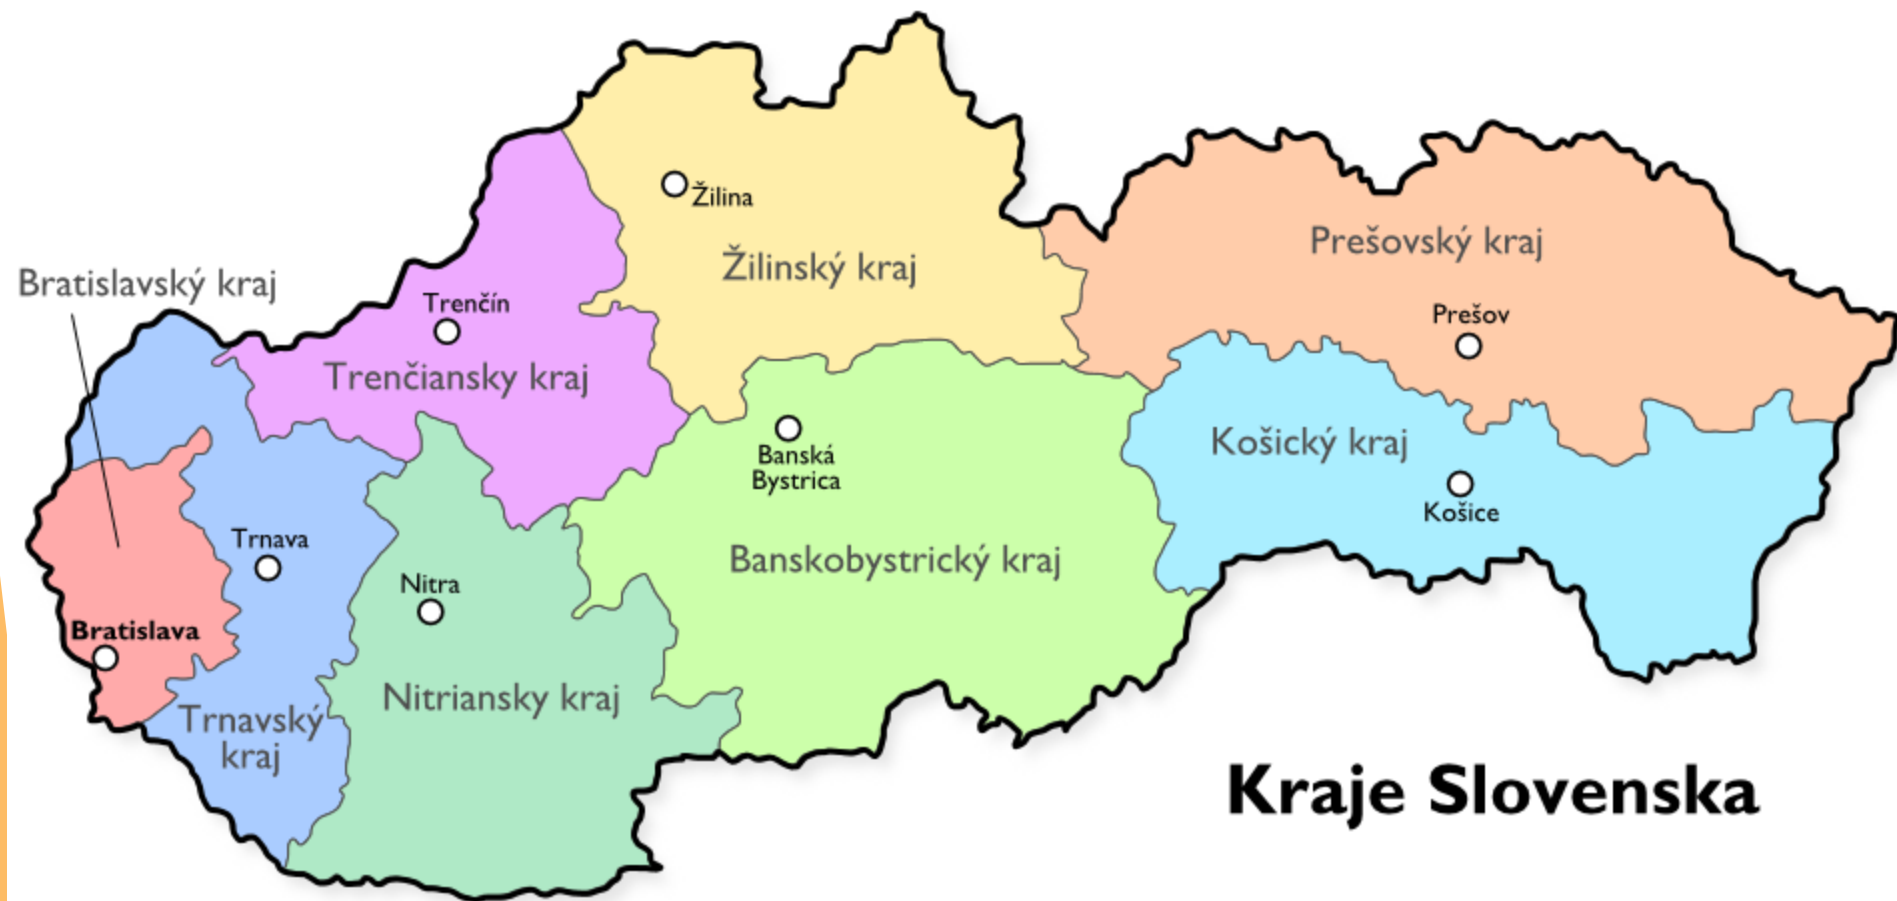 Žilina
Žilinský kraj
Prešovský kraj
Bratislavský kraj
Trenčín
Prešov
Trenčiansky kraj
Košický kraj
Banská
Bystrica
Košice
Trnava
Banskobystrický kraj
Nitra
Bratislava
Nitriansky kraj
Trnavský
kraj
Kraje Slovenska